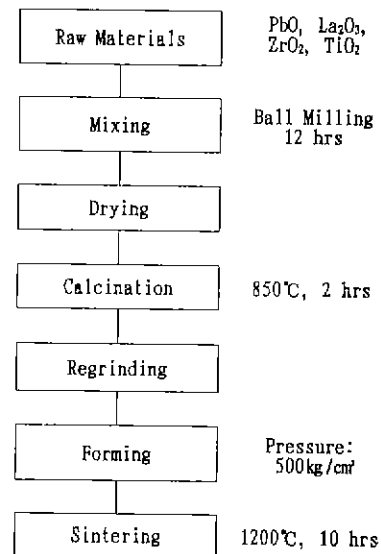 Raw Materials
PbO, La₂O₃,
ZrO₂, TiO₂
Mixing
Ball Milling
12 hrs
Drying
Calcination
850℃, 2 hrs
Regrinding
Forming
Pressure:
500kg/㎠
Sintering
1200℃, 10 hrs